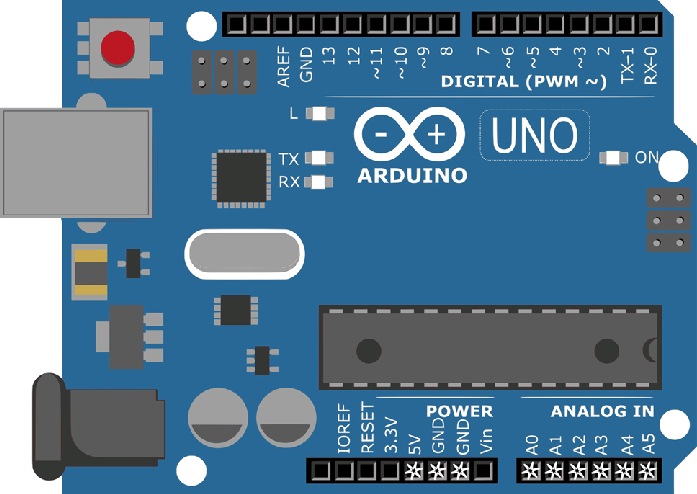 AREF
GND
13
12
~11
~10
~9
8
7
~6
~5
4
~3
2
TX-1
RX-0
DIGITAL (PWM ~)
L
TX
RX
- +
ARDUINO
UNO
ON
POWER
ANALOG IN
IOREF
RESET
3.3V
5V
GND
GND
Vin
A0
A1
A2
A3
A4
A5